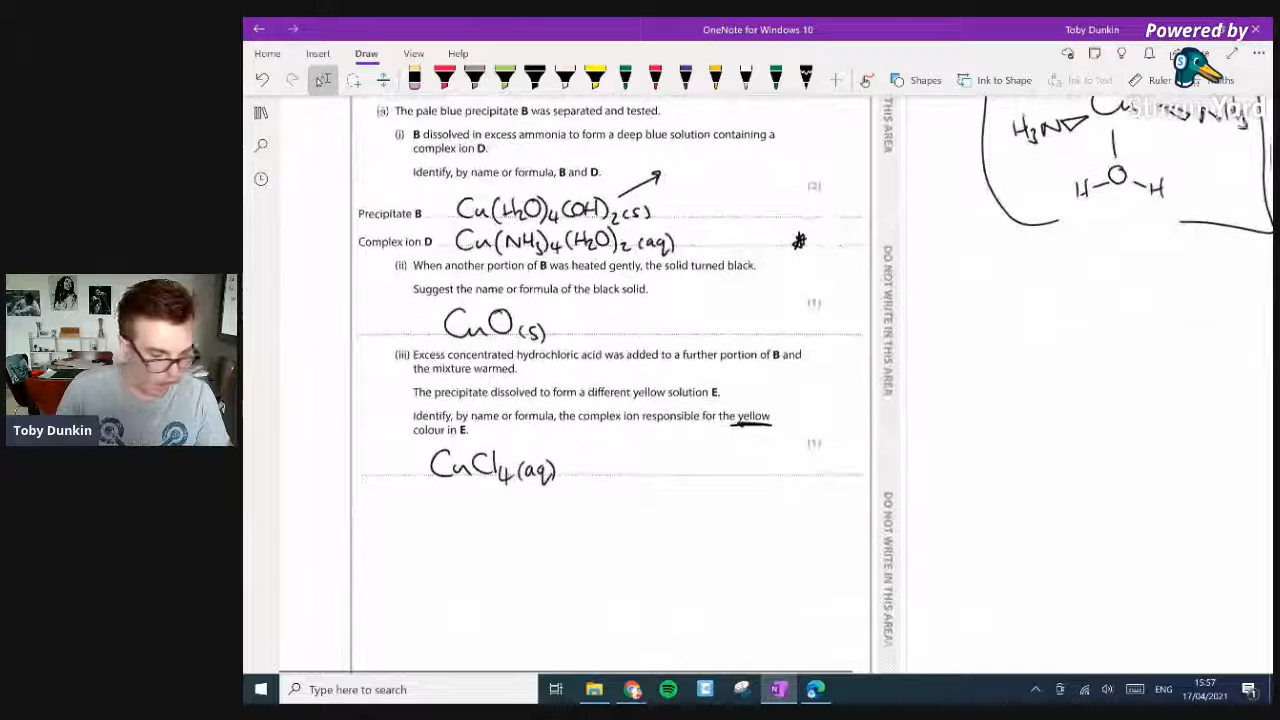 OneNote for Windows 10
Toby Dunkin
Powered by
StreamYard
Home Insert Draw View Help
Shapes Ink to Shape Ink to Text Ruler Maths
(a) The pale blue precipitate B was separated and tested.
(i) B dissolved in excess ammonia to form a deep blue solution containing a
complex ion D.
Identify, by name or formula, B and D.
(2)
Precipitate B Cu(H2O)4(OH)2(s)
Complex ion D Cu(NH3)4(H2O)2(aq)
(ii) When another portion of B was heated gently, the solid turned black.
Suggest the name or formula of the black solid.
(1)
CuO(s)
(iii) Excess concentrated hydrochloric acid was added to a further portion of B and
the mixture warmed.
The precipitate dissolved to form a different yellow solution E.
Identify, by name or formula, the complex ion responsible for the yellow
colour in E.
(1)
CuCl4(aq)
THIS AREA
DO NOT WRITE IN THIS AREA
DO NOT WRITE IN THIS AREA
H3N
H-O-H
Toby Dunkin
Type here to search
ENG
15:57
17/04/2021